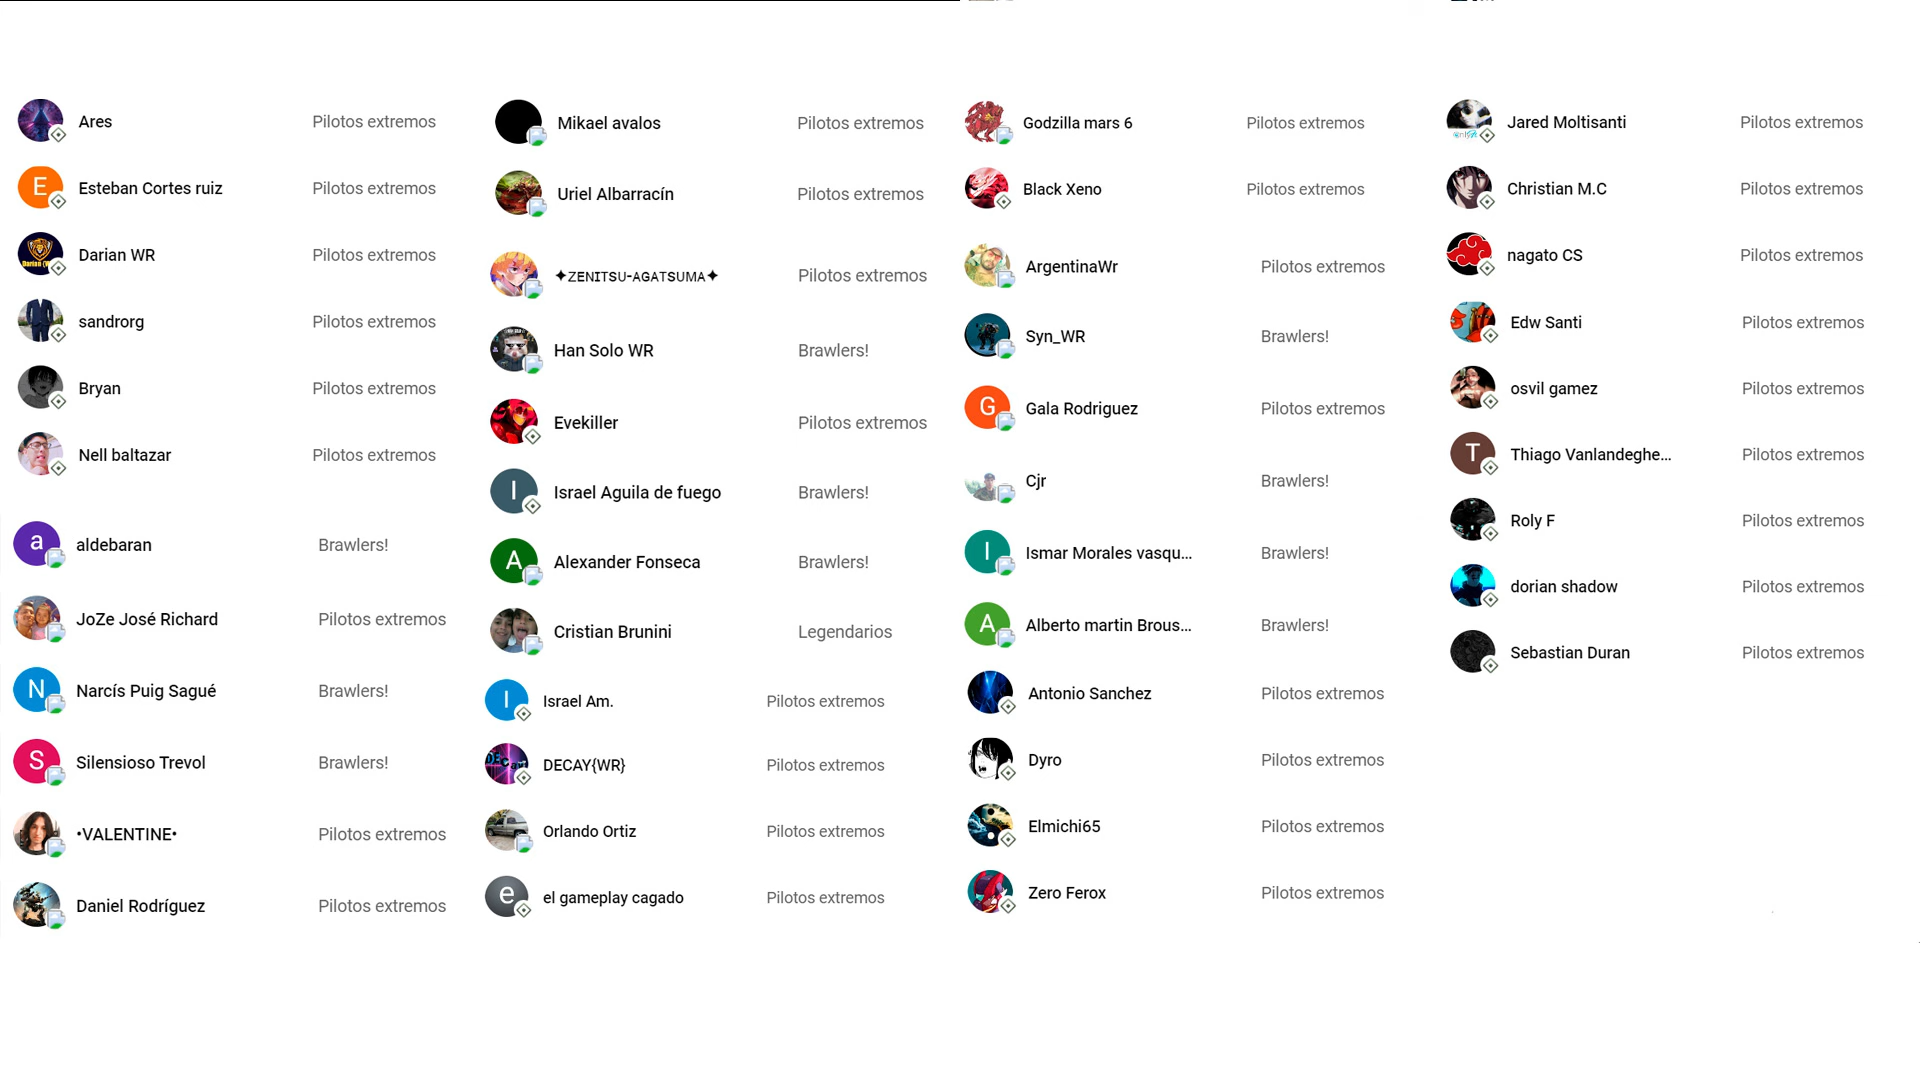 Ares Pilotos extremos
E Esteban Cortes ruiz Pilotos extremos
Darian WR Pilotos extremos
sandrorg Pilotos extremos
Bryan Pilotos extremos
Nell baltazar Pilotos extremos
a aldebaran Brawlers!
JoZe José Richard Pilotos extremos
N Narcís Puig Sagué Brawlers!
S Silensioso Trevol Brawlers!
•VALENTINE• Pilotos extremos
Daniel Rodríguez Pilotos extremos
Mikael avalos Pilotos extremos
Uriel Albarracín Pilotos extremos
✦ZENITSU-AGATSUMA✦ Pilotos extremos
Han Solo WR Brawlers!
Evekiller Pilotos extremos
I Israel Aguila de fuego Brawlers!
A Alexander Fonseca Brawlers!
Cristian Brunini Legendarios
I Israel Am. Pilotos extremos
DECAY{WR} Pilotos extremos
Orlando Ortiz Pilotos extremos
e el gameplay cagado Pilotos extremos
Godzilla mars 6 Pilotos extremos
Black Xeno Pilotos extremos
ArgentinaWr Pilotos extremos
Syn_WR Brawlers!
G Gala Rodriguez Pilotos extremos
Cjr Brawlers!
I Ismar Morales vasqu... Brawlers!
A Alberto martin Brous... Brawlers!
Antonio Sanchez Pilotos extremos
Dyro Pilotos extremos
Elmichi65 Pilotos extremos
Zero Ferox Pilotos extremos
Jared Moltisanti Pilotos extremos
Christian M.C Pilotos extremos
nagato CS Pilotos extremos
Edw Santi Pilotos extremos
osvil gamez Pilotos extremos
T Thiago Vanlandeghe... Pilotos extremos
Roly F Pilotos extremos
dorian shadow Pilotos extremos
Sebastian Duran Pilotos extremos